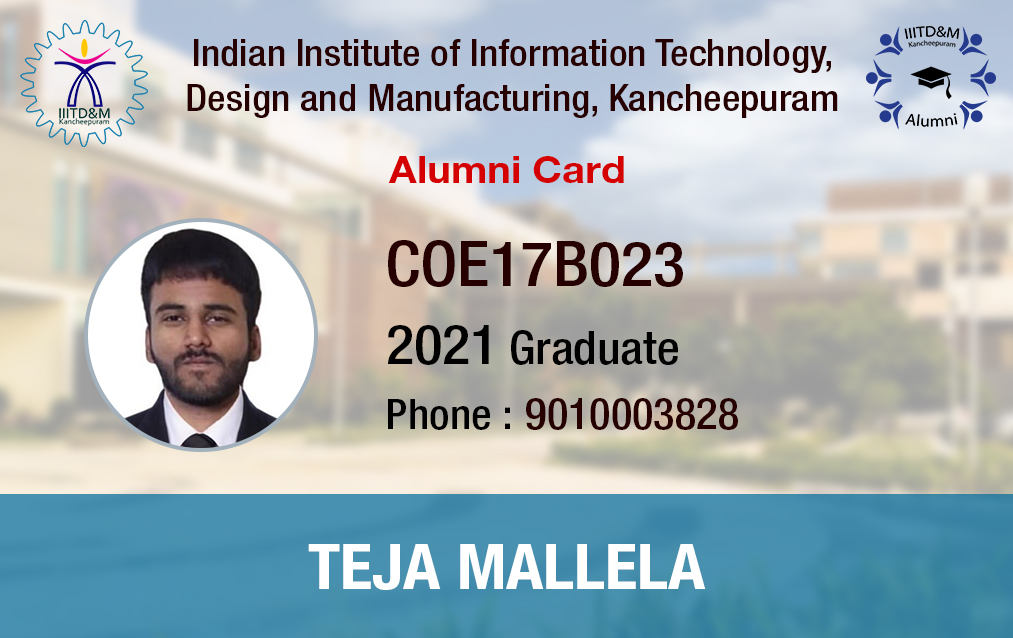 Indian Institute of Information Technology,
Design and Manufacturing, Kancheepuram
IIITD&M
Kancheepuram
IIITD&M
Kancheepuram
Alumni
Alumni Card
COE17B023
2021 Graduate
Phone : 9010003828
TEJA MALLELA